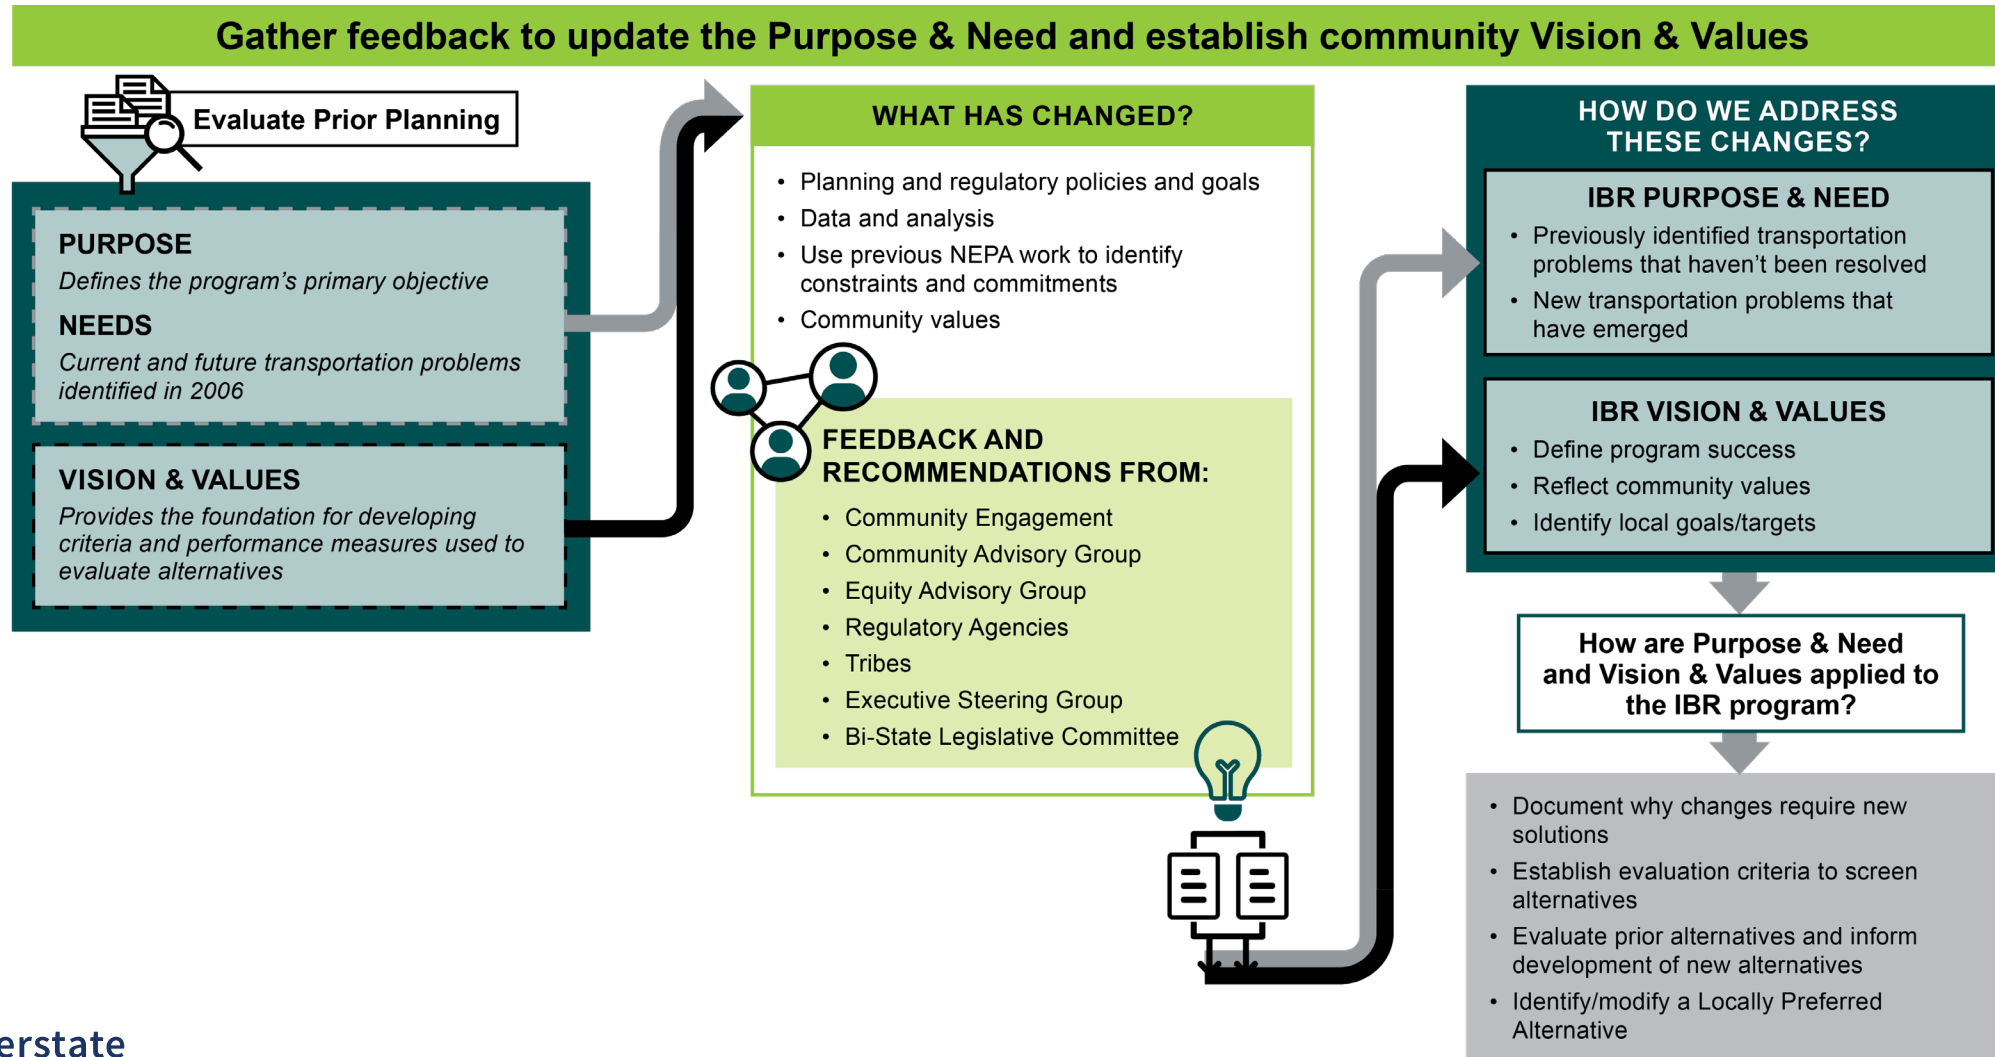 Gather feedback to update the Purpose & Need and establish community Vision & Values
Evaluate Prior Planning
PURPOSE
Defines the program's primary objective
NEEDS
Current and future transportation problems
identified in 2006
VISION & VALUES
Provides the foundation for developing
criteria and performance measures used to
evaluate alternatives
WHAT HAS CHANGED?
• Planning and regulatory policies and goals
• Data and analysis
• Use previous NEPA work to identify
constraints and commitments
• Community values
FEEDBACK AND
RECOMMENDATIONS FROM:
• Community Engagement
• Community Advisory Group
• Equity Advisory Group
• Regulatory Agencies
• Tribes
• Executive Steering Group
• Bi-State Legislative Committee
HOW DO WE ADDRESS
THESE CHANGES?
IBR PURPOSE & NEED
• Previously identified transportation
problems that haven't been resolved
• New transportation problems that
have emerged
IBR VISION & VALUES
• Define program success
• Reflect community values
• Identify local goals/targets
How are Purpose & Need
and Vision & Values applied to
the IBR program?
• Document why changes require new
solutions
• Establish evaluation criteria to screen
alternatives
• Evaluate prior alternatives and inform
development of new alternatives
• Identify/modify a Locally Preferred
Alternative
erstate